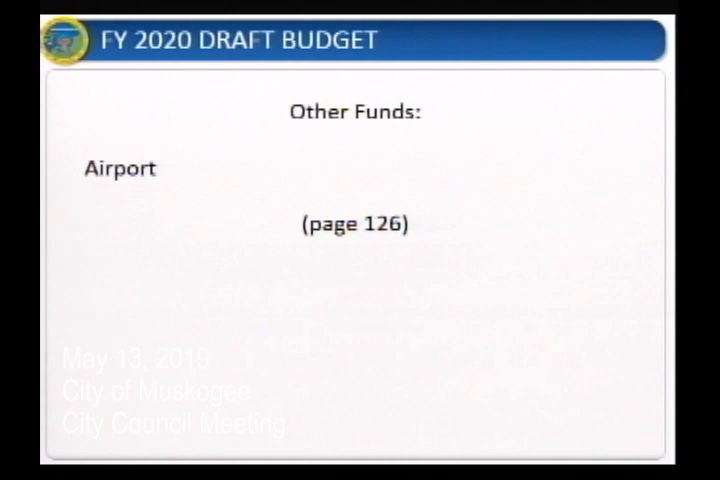 FY 2020 DRAFT BUDGET
Other Funds:
Airport
(page 126)
May 13, 2019
City of Muskogee
City Council Meeting